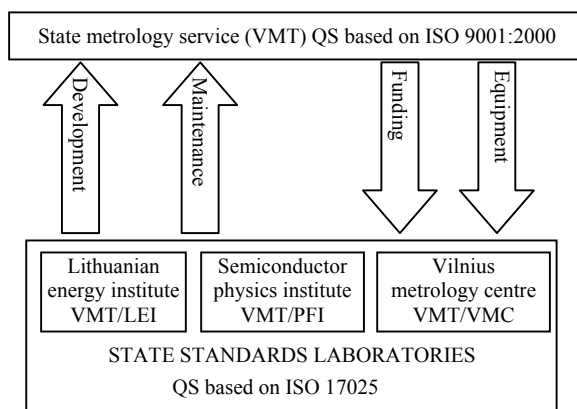 State metrology service (VMT) QS based on ISO 9001:2000
Development
Maintenance
Funding
Equipment
Lithuanian
energy institute
VMT/LEI
Semiconductor
physics institute
VMT/PFI
Vilnius
metrology centre
VMT/VMC
STATE STANDARDS LABORATORIES
QS based on ISO 17025